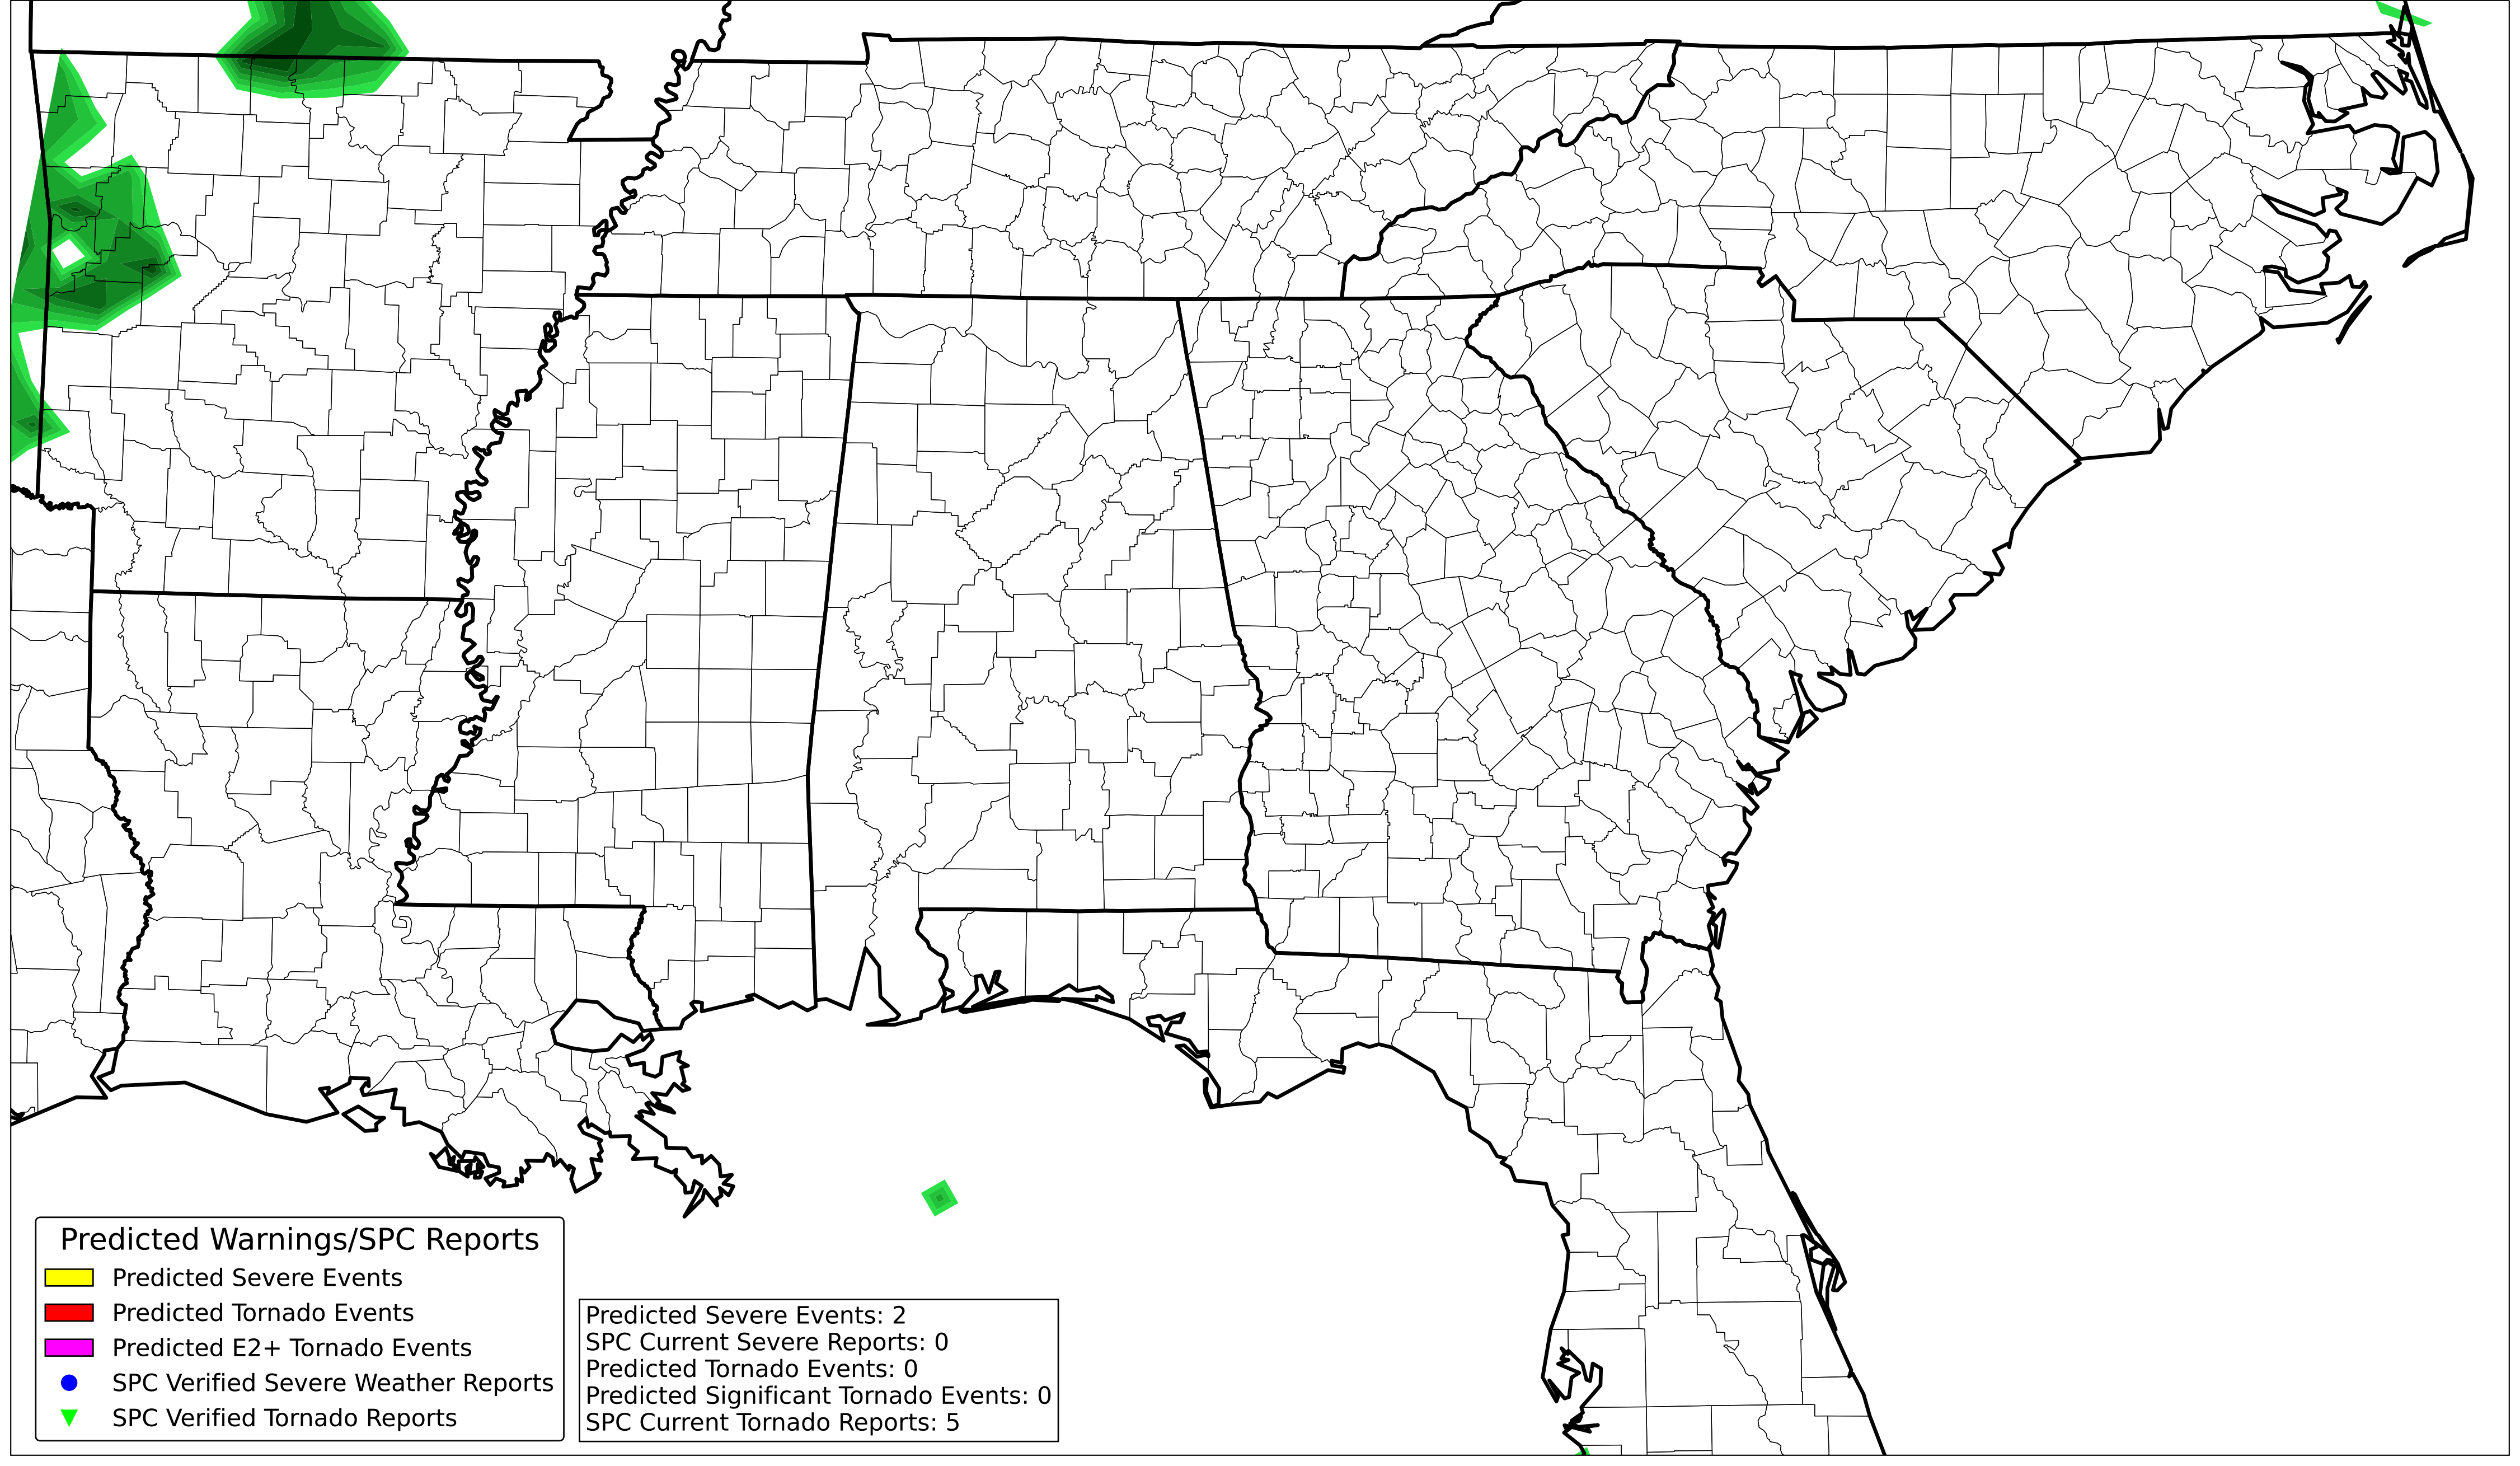 Predicted Warnings/SPC Reports
Predicted Severe Events
Predicted Tornado Events
Predicted E2+ Tornado Events
SPC Verified Severe Weather Reports
SPC Verified Tornado Reports
Predicted Severe Events: 2
SPC Current Severe Reports: 0
Predicted Tornado Events: 0
Predicted Significant Tornado Events: 0
SPC Current Tornado Reports: 5